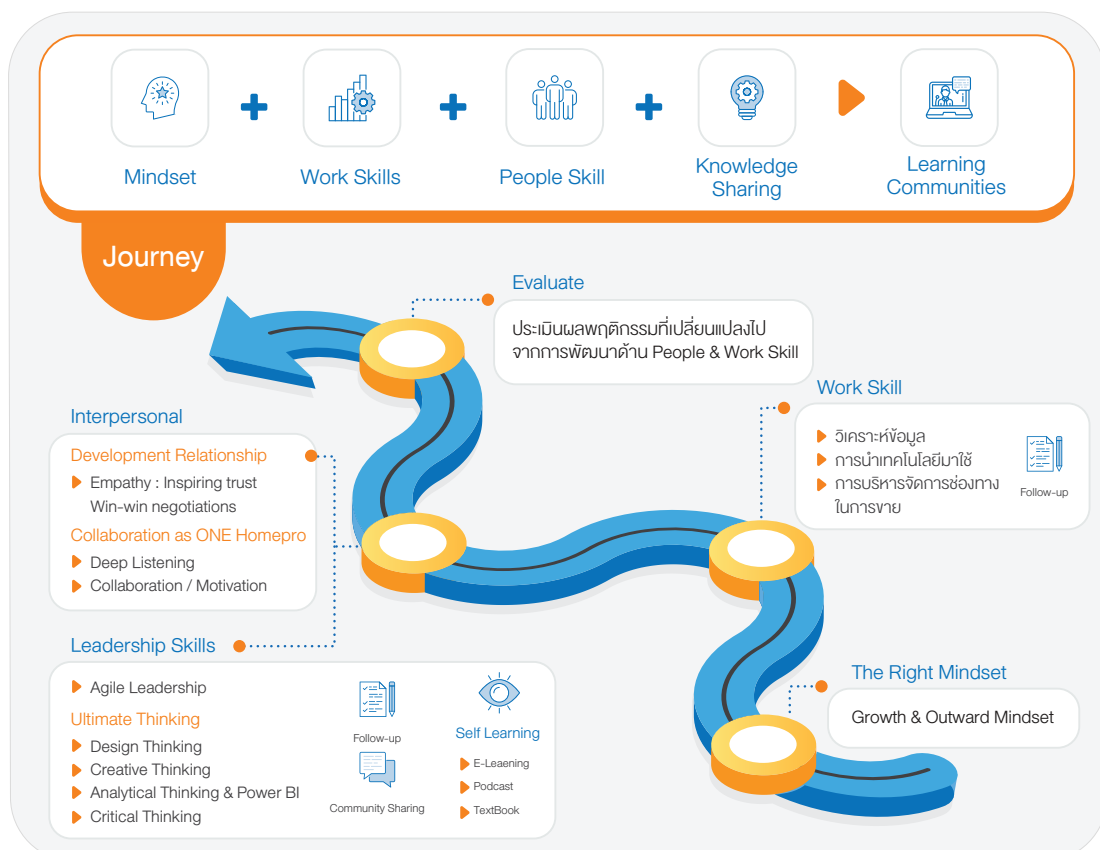 Mindset
Work Skills
People Skill
Knowledge
Sharing
Learning
Communities
Journey
Evaluate
ประเมินผลพฤติกรรมที่เปลี่ยนแปลงไป
จากการพัฒนาด้าน People & Work Skill
Work Skill
วิเคราะห์ข้อมูล
การนำเทคโนโลยีมาใช้
การบริหารจัดการช่องทาง
ในการขาย
Follow-up
Interpersonal
Development Relationship
Empathy : Inspiring trust
Win-win negotiations
Collaboration as ONE Homepro
Deep Listening
Collaboration / Motivation
Leadership Skills
Agile Leadership
Ultimate Thinking
Design Thinking
Creative Thinking
Analytical Thinking & Power BI
Critical Thinking
Follow-up
Community Sharing
Self Learning
E-Leaening
Podcast
TextBook
The Right Mindset
Growth & Outward Mindset